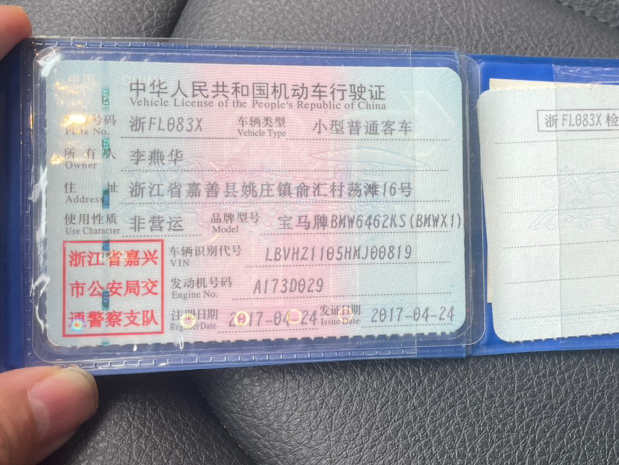 中华人民共和国机动车行驶证
Vehicle License of the People's Republic of China
号码 浙FL083X 车辆类型 小型普通客车
Plate No. Vehicle Type
所有人 李燕华
Owner
住址 浙江省嘉善县姚庄镇俞汇村荡滩16号
Address
使用性质 非营运 品牌型号 宝马牌BMW6462KS(BMWX1)
Use Character Model
浙江省嘉兴
市公安局交
通警察支队
车辆识别代号 LBVHZ1105HMJ00819
VIN
发动机号码 A173D029
Engine No.
注册日期 2017-04-24 发证日期 2017-04-24
Register Date Issue Date
浙FL083X 检